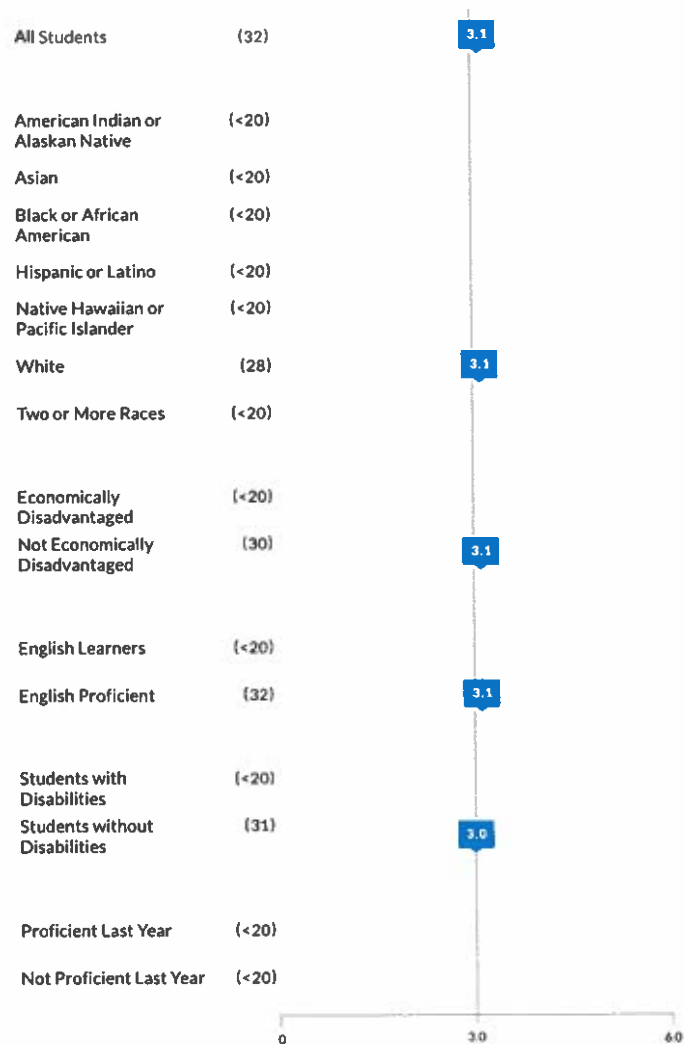 All Students (32) 3.1
American Indian or (<20)
Alaskan Native
Asian (<20)
Black or African (<20)
American
Hispanic or Latino (<20)
Native Hawaiian or (<20)
Pacific Islander
White (28) 3.1
Two or More Races (<20)
Economically (<20)
Disadvantaged
Not Economically (30) 3.1
Disadvantaged
English Learners (<20)
English Proficient (32) 3.1
Students with (<20)
Disabilities
Students without (31) 3.0
Disabilities
Proficient Last Year (<20)
Not Proficient Last Year (<20)
0 3.0 6.0